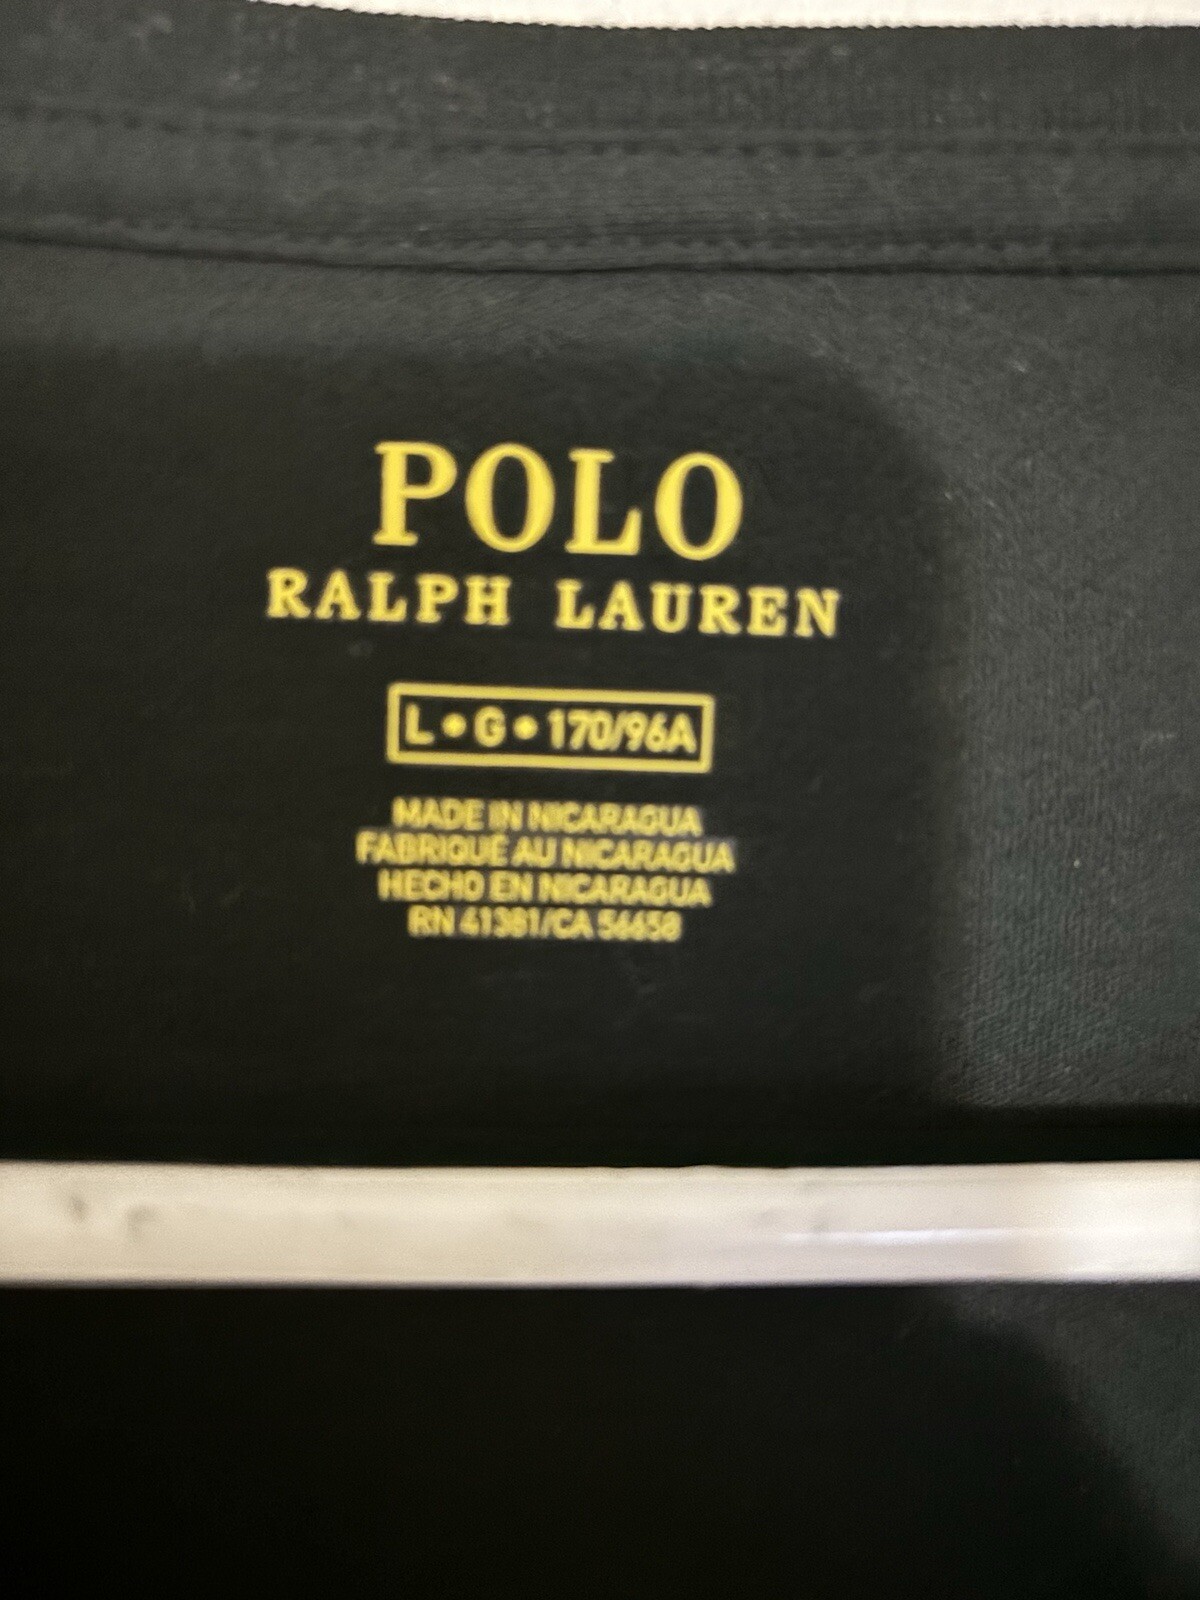 POLO
RALPH LAUREN
L • G • 170/96A
MADE IN NICARAGUA
FABRIQUÉ AU NICARAGUA
HECHO EN NICARAGUA
RN 41381/CA 56658